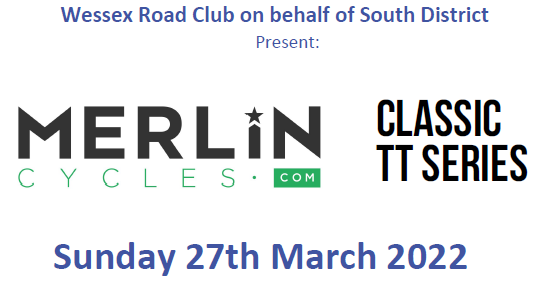 Wessex Road Club on behalf of South District
Present:
MERLiN
CYCLES.COM
CLASSIC
TT SERIES
Sunday 27th March 2022